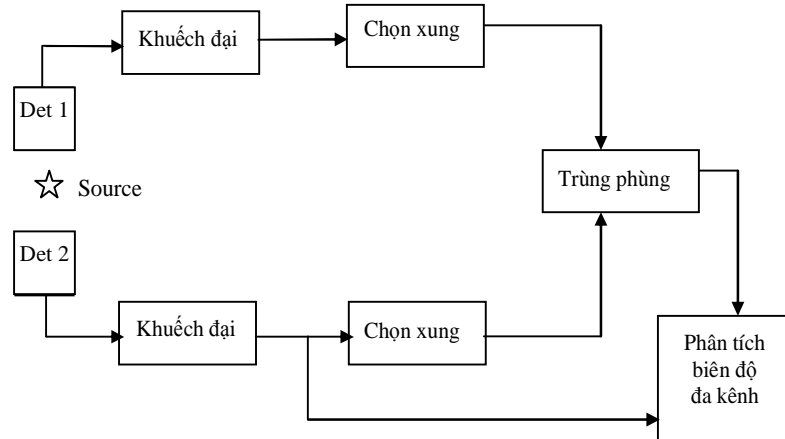 Khuếch đại
Chọn xung
Det 1
Trùng phùng
Source
Det 2
Khuếch đại
Chọn xung
Phân tích
biên độ
đa kênh